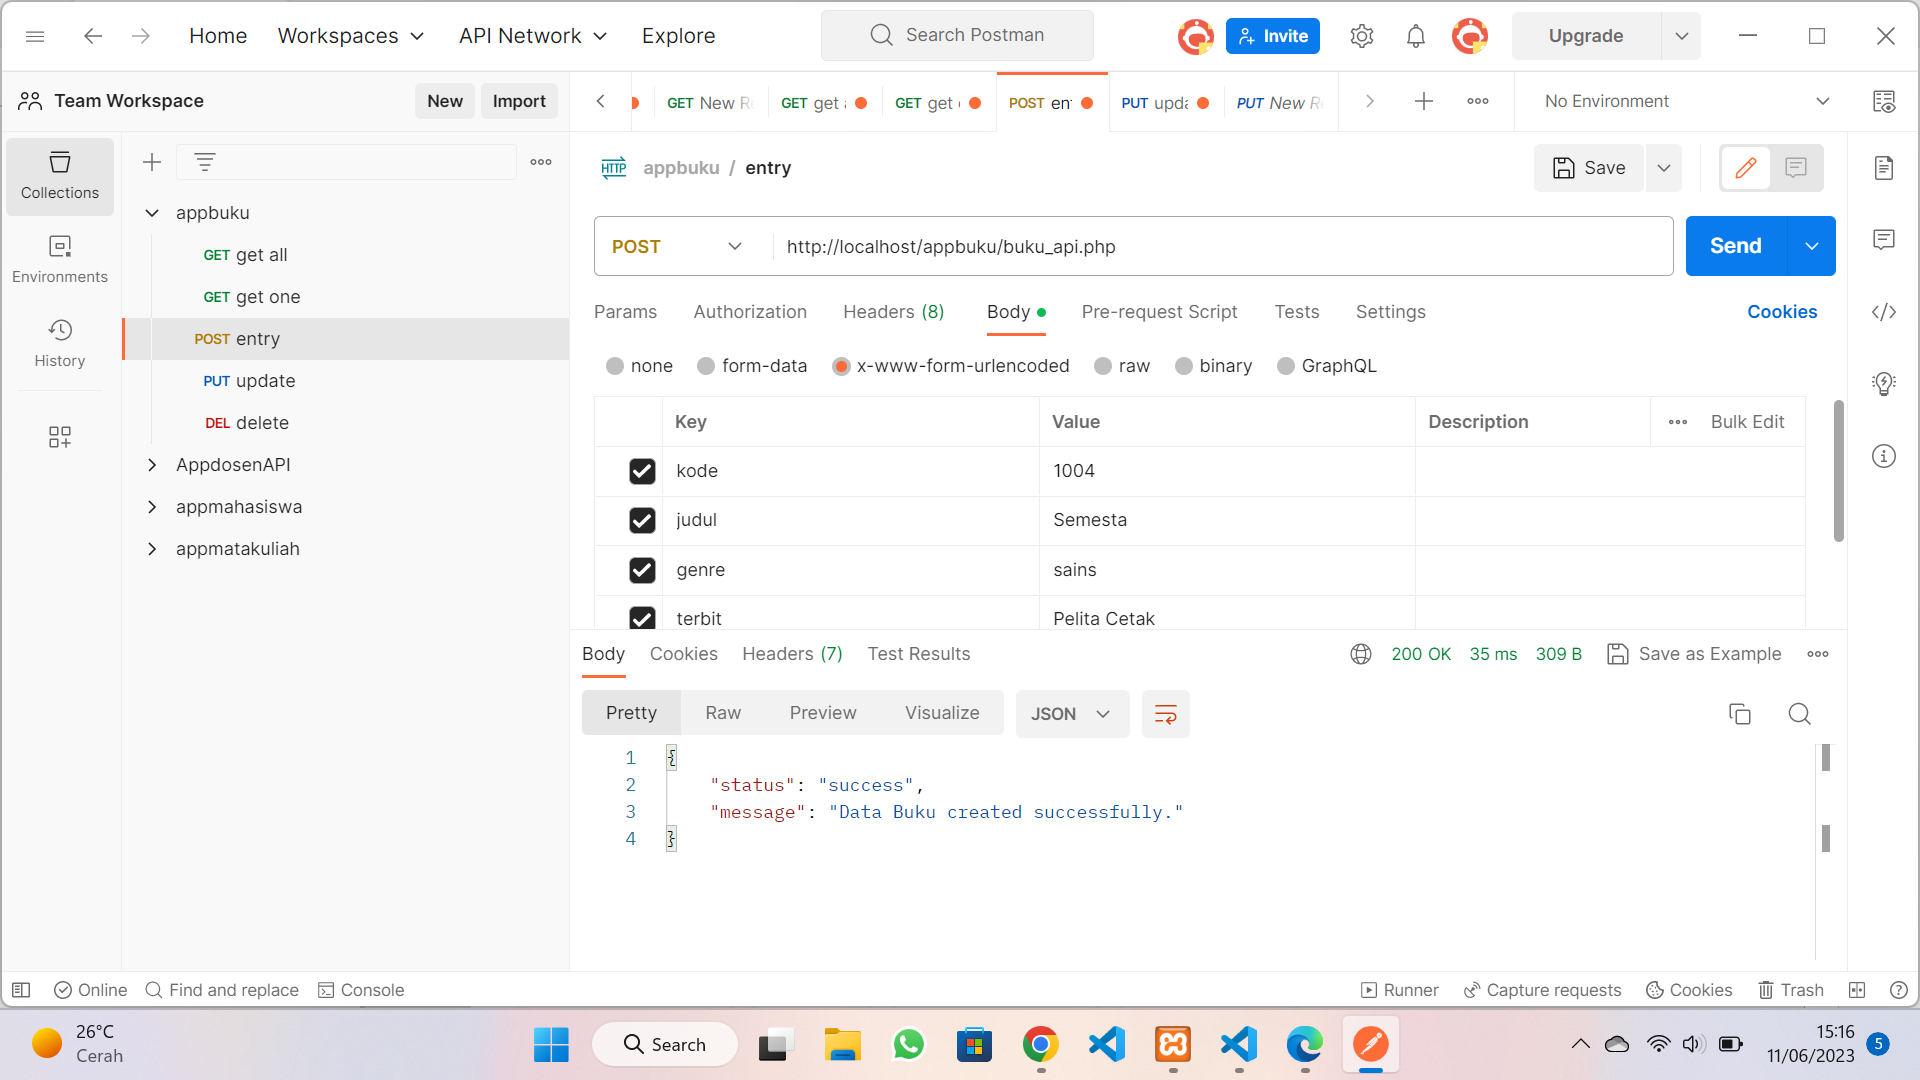 Home
Workspaces
API Network
Explore
Search Postman
Invite
Upgrade
Team Workspace
New
Import
GET New R
GET get
GET get
POST en
PUT upd
PUT New R
No Environment
Collections
Environments
History
appbuku
GET get all
GET get one
POST entry
PUT update
DEL delete
AppdosenAPI
appmahasiswa
appmatakuliah
HTTP appbuku / entry
Save
POST
http://localhost/appbuku/buku_api.php
Send
Params
Authorization
Headers (8)
Body
Pre-request Script
Tests
Settings
Cookies
none
form-data
x-www-form-urlencoded
raw
binary
GraphQL
Key
Value
Description
Bulk Edit
kode
1004
judul
Semesta
genre
sains
terbit
Pelita Cetak
Body
Cookies
Headers (7)
Test Results
200 OK
35 ms
309 B
Save as Example
Pretty
Raw
Preview
Visualize
JSON
1 {
2 "status": "success",
3 "message": "Data Buku created successfully."
4 }
Online
Find and replace
Console
Runner
Capture requests
Cookies
Trash
26°C
Cerah
Search
15:16
11/06/2023
5